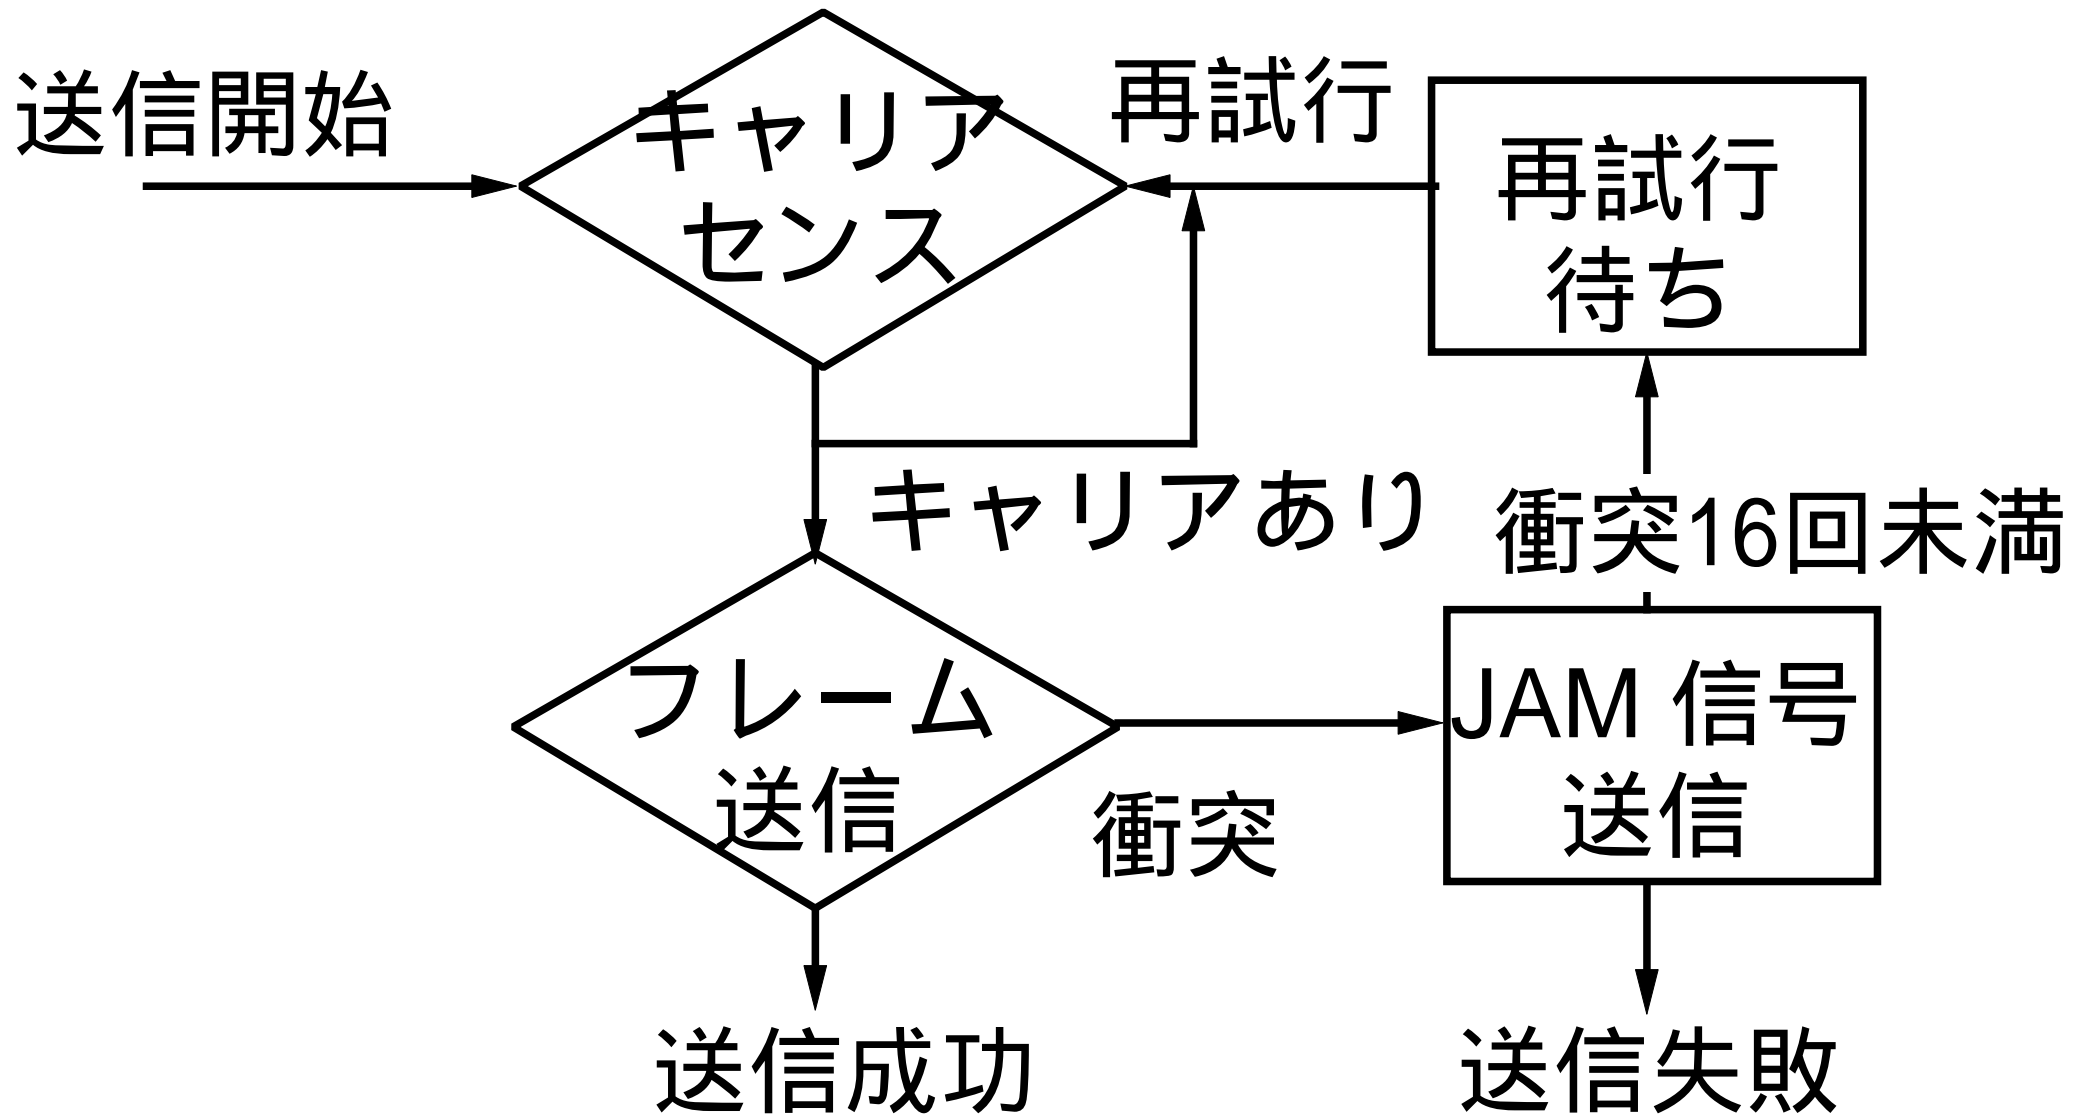 送信開始
キャリア
センス
再試行
再試行
待ち
キャリアあり
衝突16回未満
フレーム
送信
衝突
JAM 信号
送信
送信成功
送信失敗